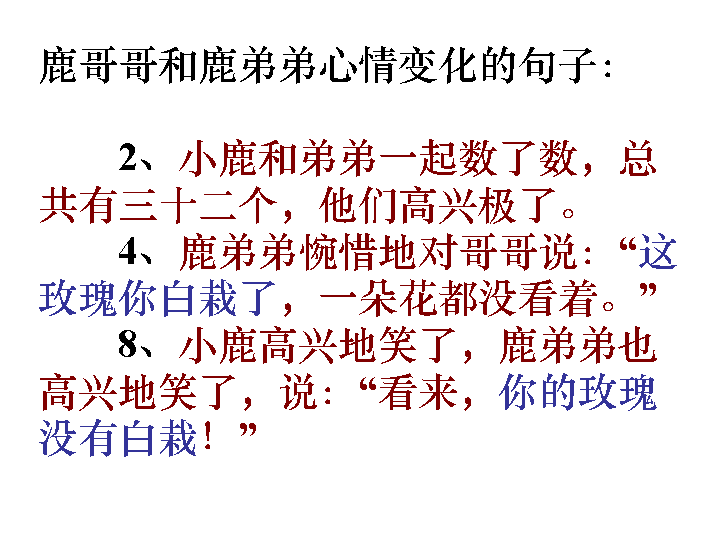 鹿哥哥和鹿弟弟心情变化的句子：
2、小鹿和弟弟一起数了数，总
共有三十二个，他们高兴极了。
4、鹿弟弟惋惜地对哥哥说：“这
玫瑰你白栽了，一朵花都没看着。”
8、小鹿高兴地笑了，鹿弟弟也
高兴地笑了，说：“看来，你的玫瑰
没有白栽！”